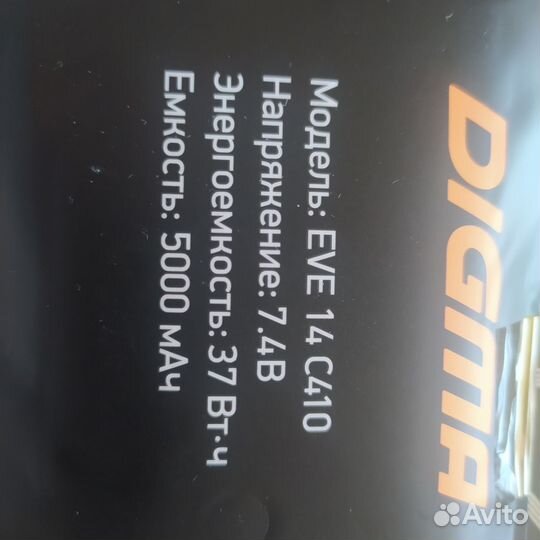 DIGMA
Модель: EVE 14 C410
Напряжение: 7.4В
Энергоемкость: 37 Вт·ч
Емкость: 5000 мАч
Avito